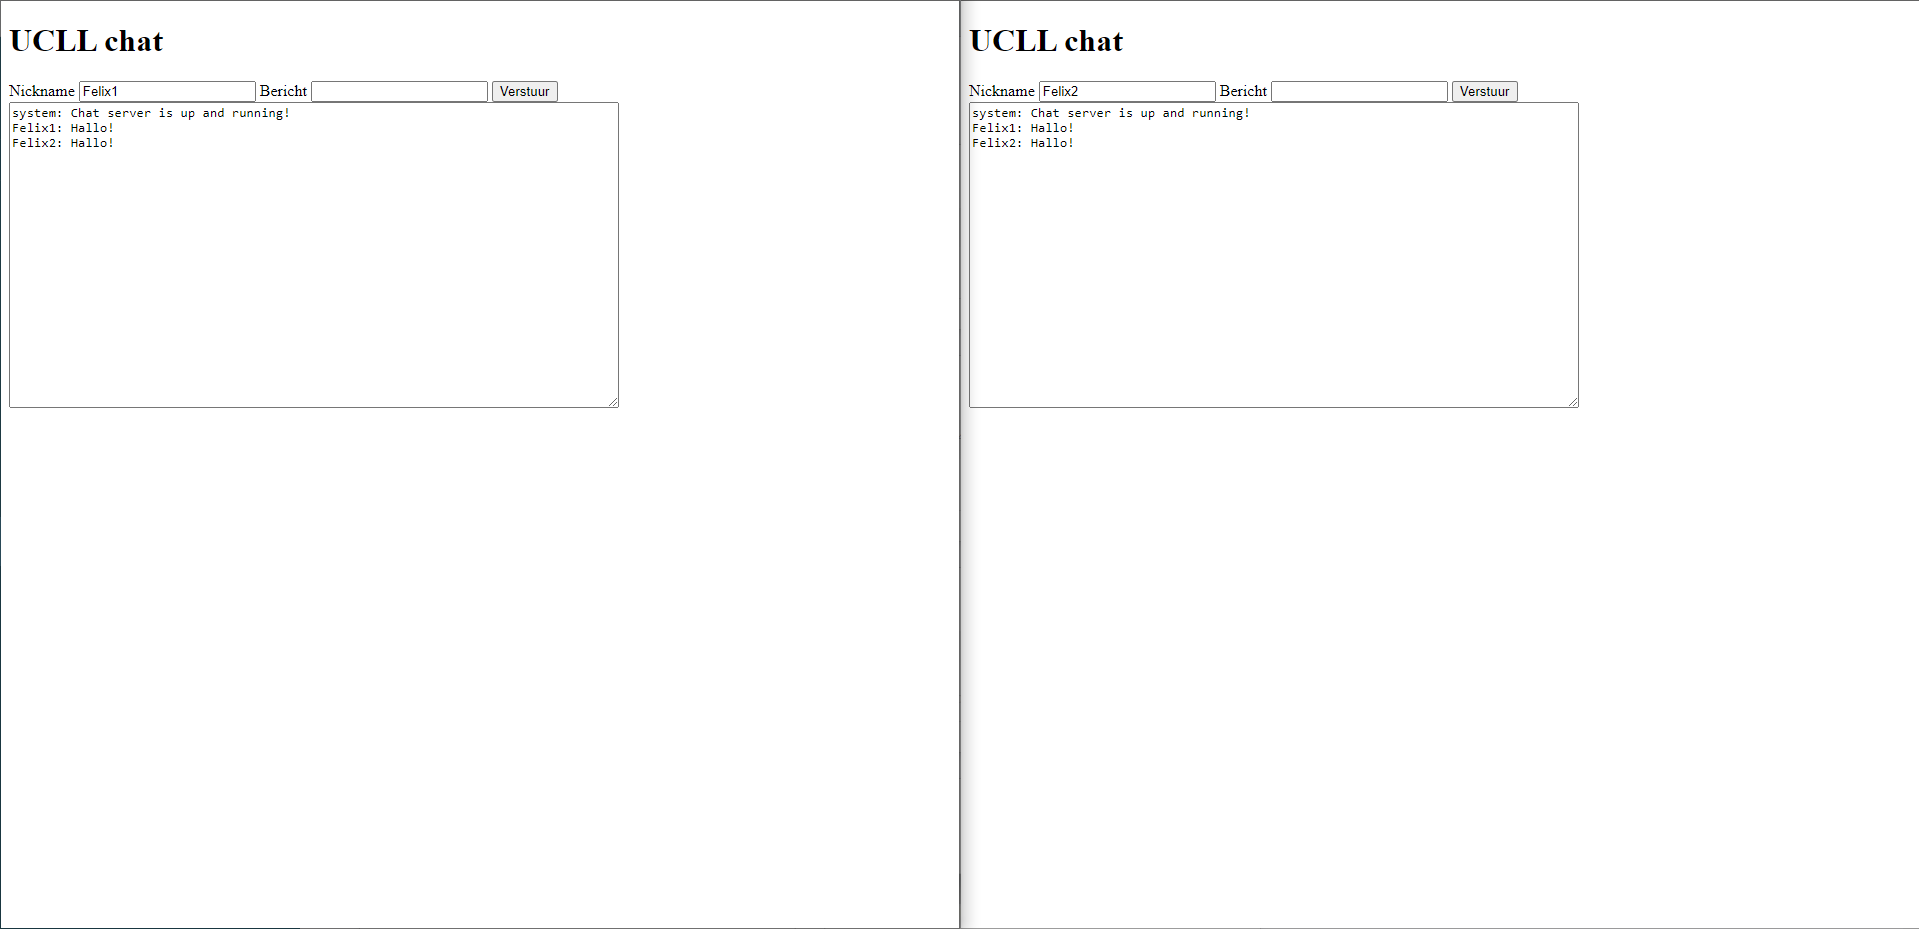 UCLL chat
Nickname Felix1 Bericht Verstuur
system: Chat server is up and running!
Felix1: Hallo!
Felix2: Hallo!
UCLL chat
Nickname Felix2 Bericht Verstuur
system: Chat server is up and running!
Felix1: Hallo!
Felix2: Hallo!